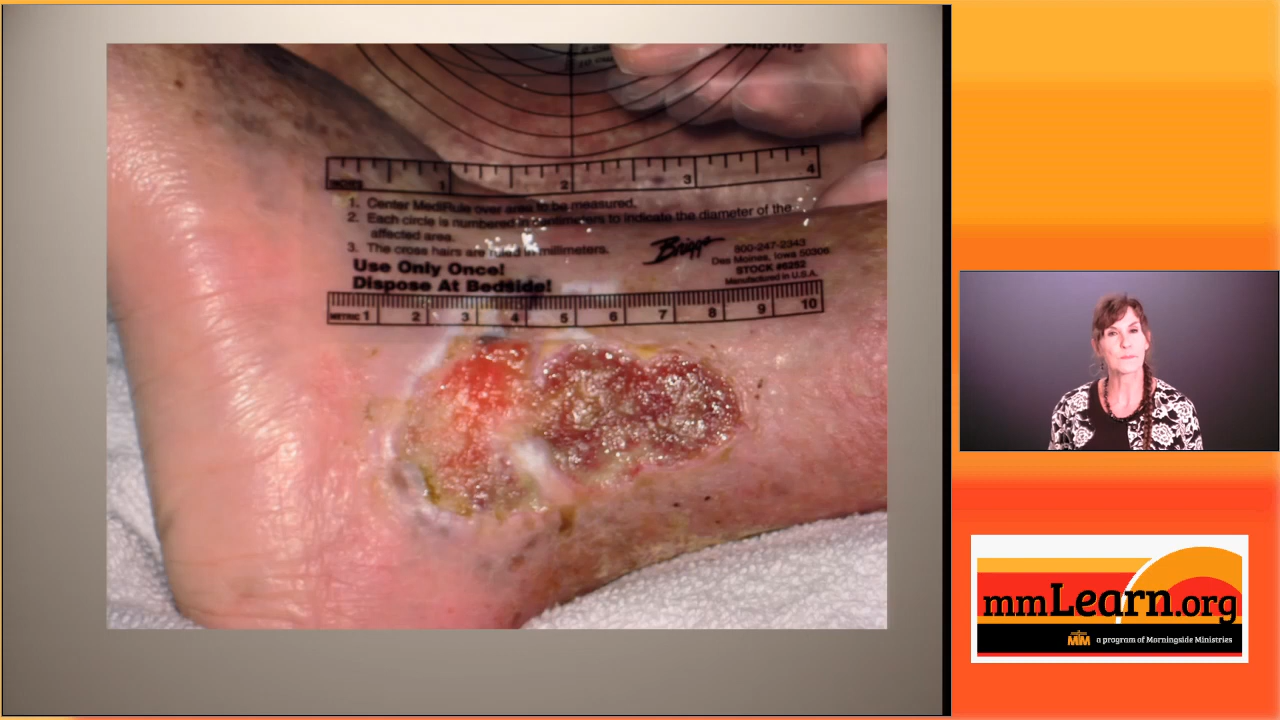 INCHES 1 2 3 4
1. Center MediRule over area to be measured.
2. Each circle is numbered in centimeters to indicate the diameter of the
affected area.
3. The cross hairs are ruled in millimeters.
Use Only Once!
Dispose At Bedside!
Briggs
800-247-2343
Des Moines, Iowa 50306
STOCK #6252
Manufactured in U.S.A.
METRIC 1 2 3 4 5 6 7 8 9 10
mmLearn.org
MM a program of Morningside Ministries